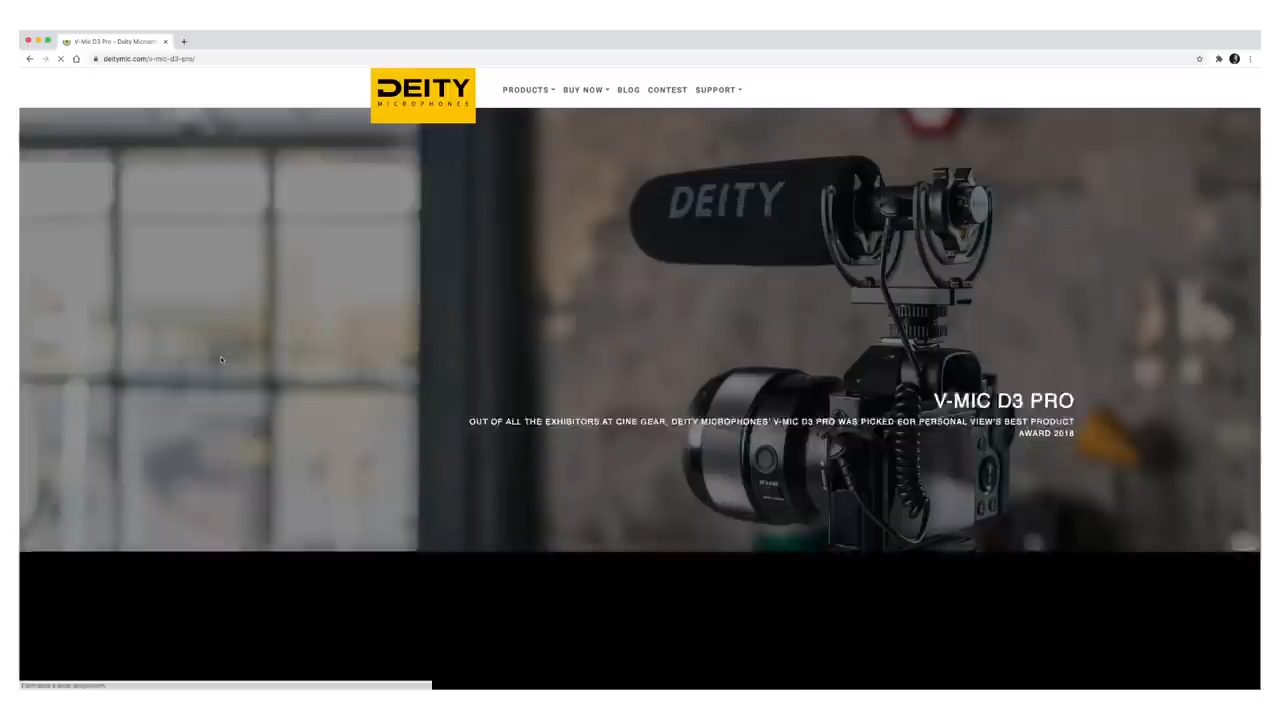 V-Mic D3 Pro – Deity Microp
deitymic.com/v-mic-d3-pro/
DEITY
MICROPHONES
PRODUCTS
BUY NOW
BLOG
CONTEST
SUPPORT
DEITY
V-MIC D3 PRO
OUT OF ALL THE EXHIBITORS AT CINE GEAR, DEITY MICROPHONES' V-MIC D3 PRO WAS PICKED FOR PERSONAL VIEW'S BEST PRODUCT
AWARD 2018